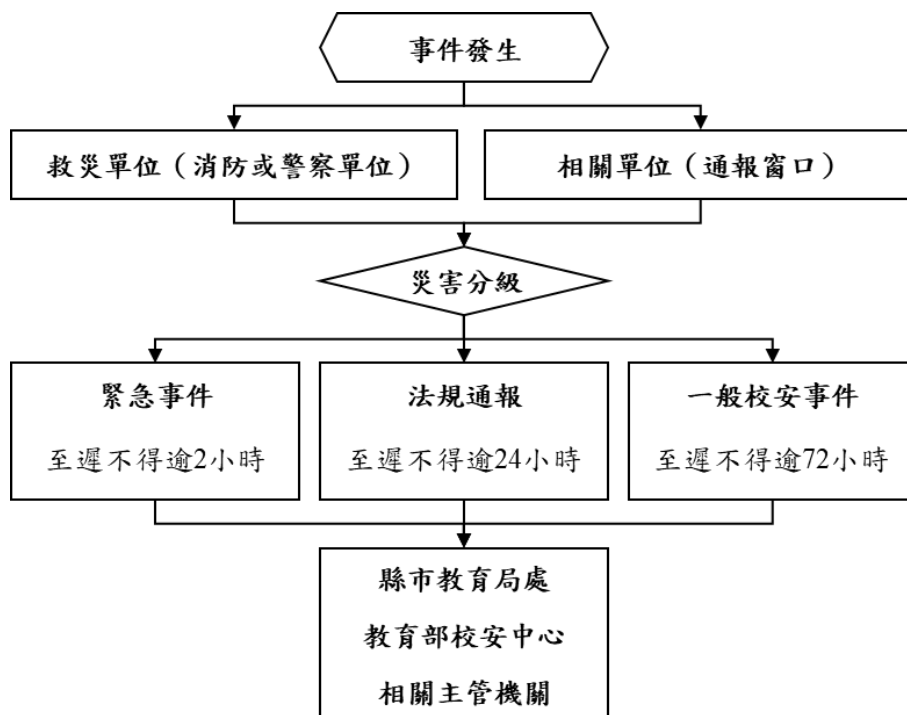 事件發生
救災單位（消防或警察單位）
相關單位（通報窗口）
災害分級
緊急事件
至遲不得逾2小時
法規通報
至遲不得逾24小時
一般校安事件
至遲不得逾72小時
縣市教育局處
教育部校安中心
相關主管機關